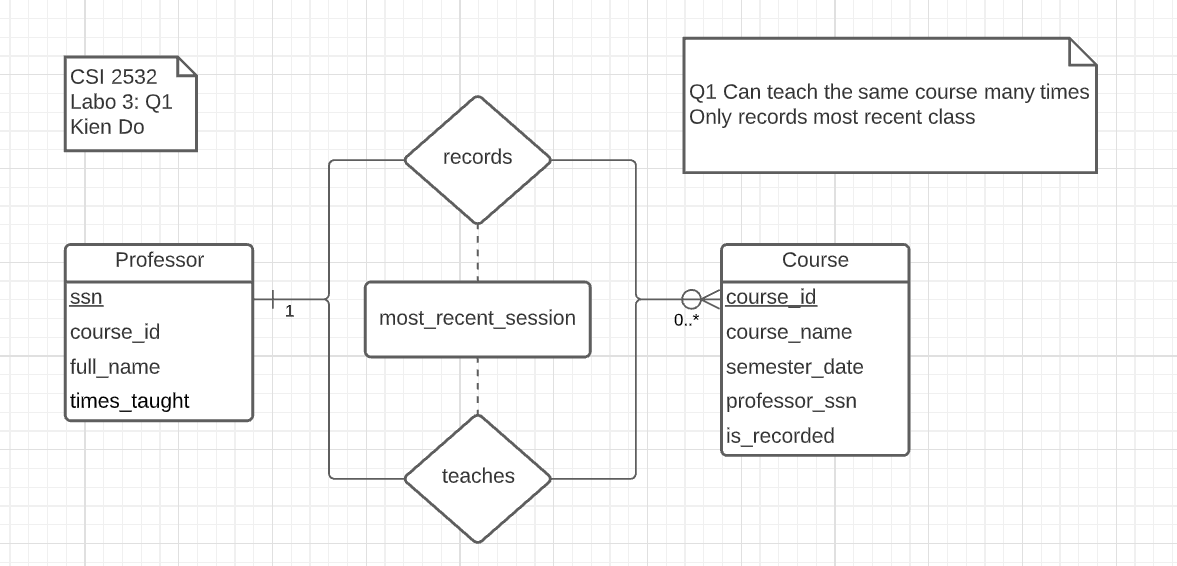 CSI 2532
Labo 3: Q1
Kien Do
Q1 Can teach the same course many times
Only records most recent class
records
Professor
ssn
course_id
full_name
times_taught
1
most_recent_session
0..*
Course
course_id
course_name
semester_date
professor_ssn
is_recorded
teaches